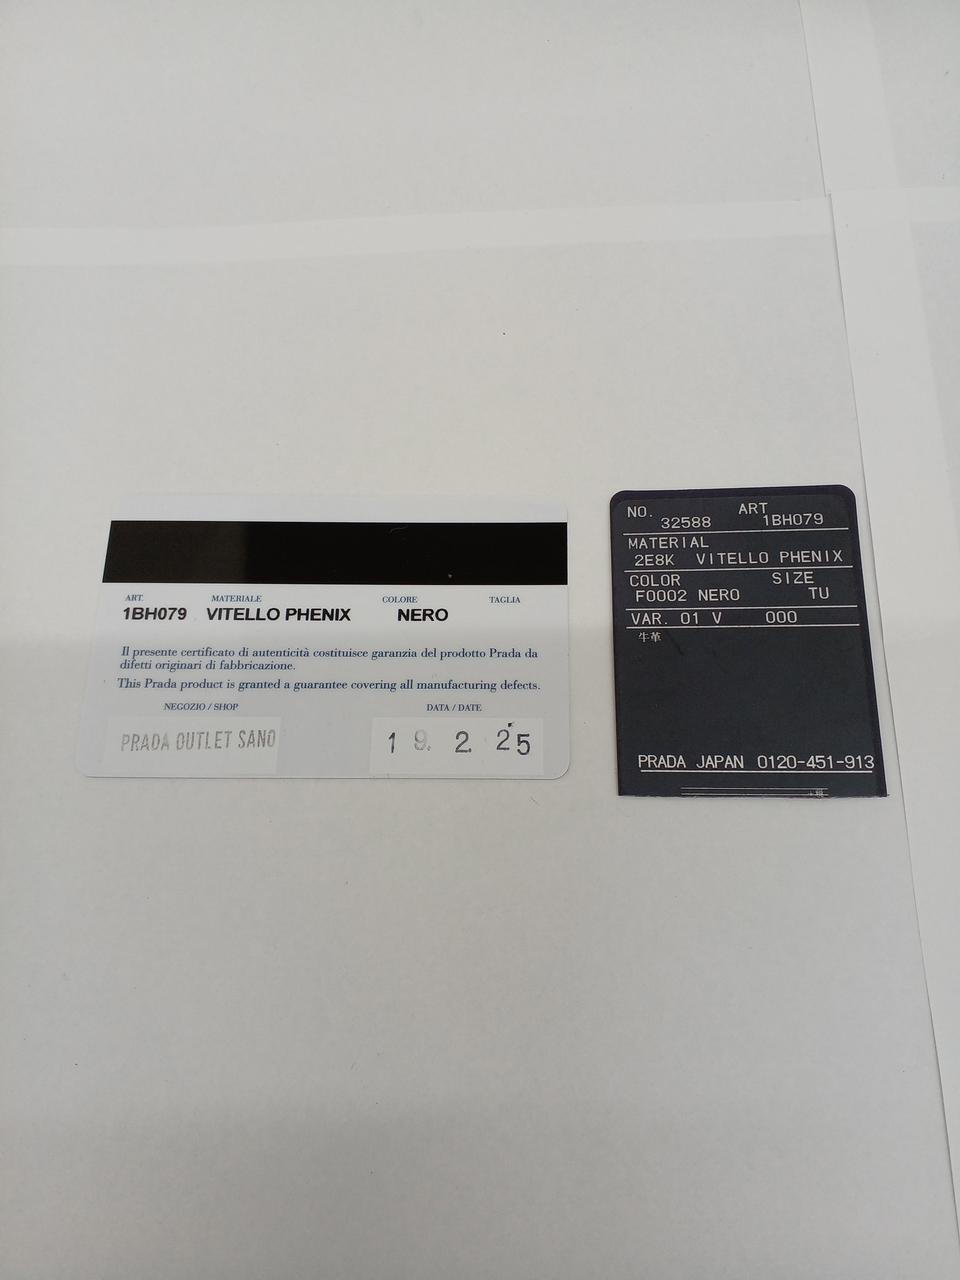 ART. MATERIALE COLORE TAGLIA
1BH079 VITELLO PHENIX NERO
Il presente certificato di autenticità costituisce garanzia del prodotto Prada da
difetti originari di fabbricazione.
This Prada product is granted a guarantee covering all manufacturing defects.
NEGOZIO / SHOP DATA / DATE
PRADA OUTLET SANO 19. 2. 25
NO. ART
32588 1BH079
MATERIAL
2E8K VITELLO PHENIX
COLOR SIZE
F0002 NERO TU
VAR. 01 V 000
牛革
PRADA JAPAN 0120-451-913